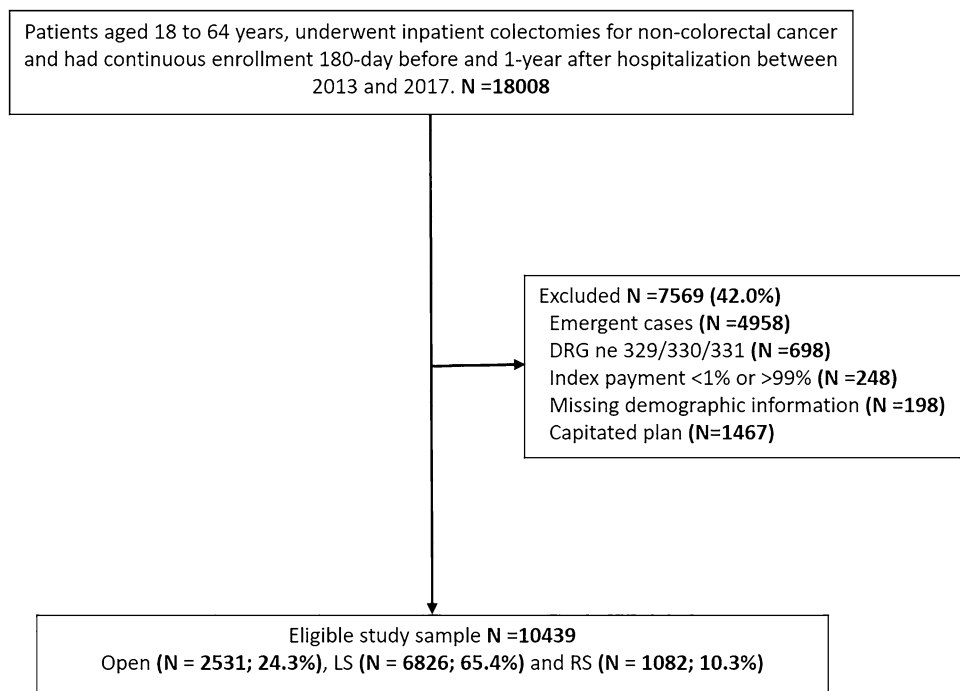 Patients aged 18 to 64 years, underwent inpatient colectomies for non-colorectal cancer
and had continuous enrollment 180-day before and 1-year after hospitalization between
2013 and 2017. N =18008
Excluded N =7569 (42.0%)
Emergent cases (N =4958)
DRG ne 329/330/331 (N =698)
Index payment <1% or >99% (N =248)
Missing demographic information (N =198)
Capitated plan (N=1467)
Eligible study sample N =10439
Open (N = 2531; 24.3%), LS (N = 6826; 65.4%) and RS (N = 1082; 10.3%)